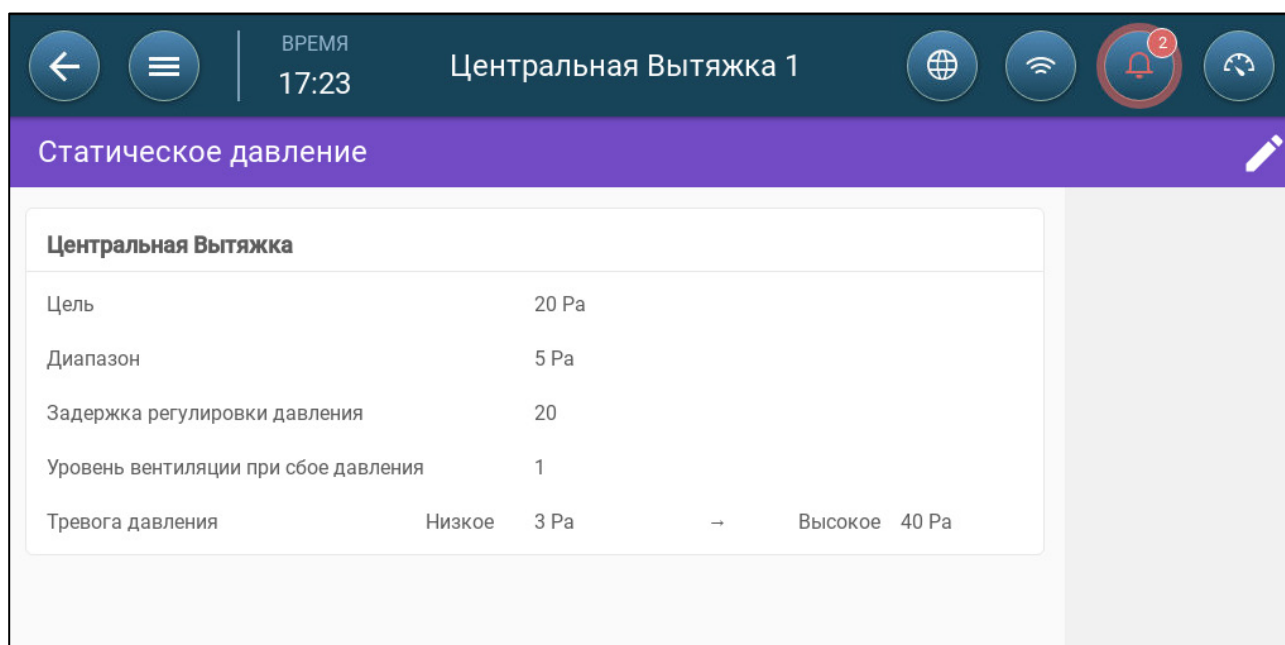 ВРЕМЯ
17:23
Центральная Вытяжка 1
2
Статическое давление
Центральная Вытяжка
Цель 20 Pa
Диапазон 5 Pa
Задержка регулировки давления 20
Уровень вентиляции при сбое давления 1
Тревога давления Низкое 3 Pa → Высокое 40 Pa